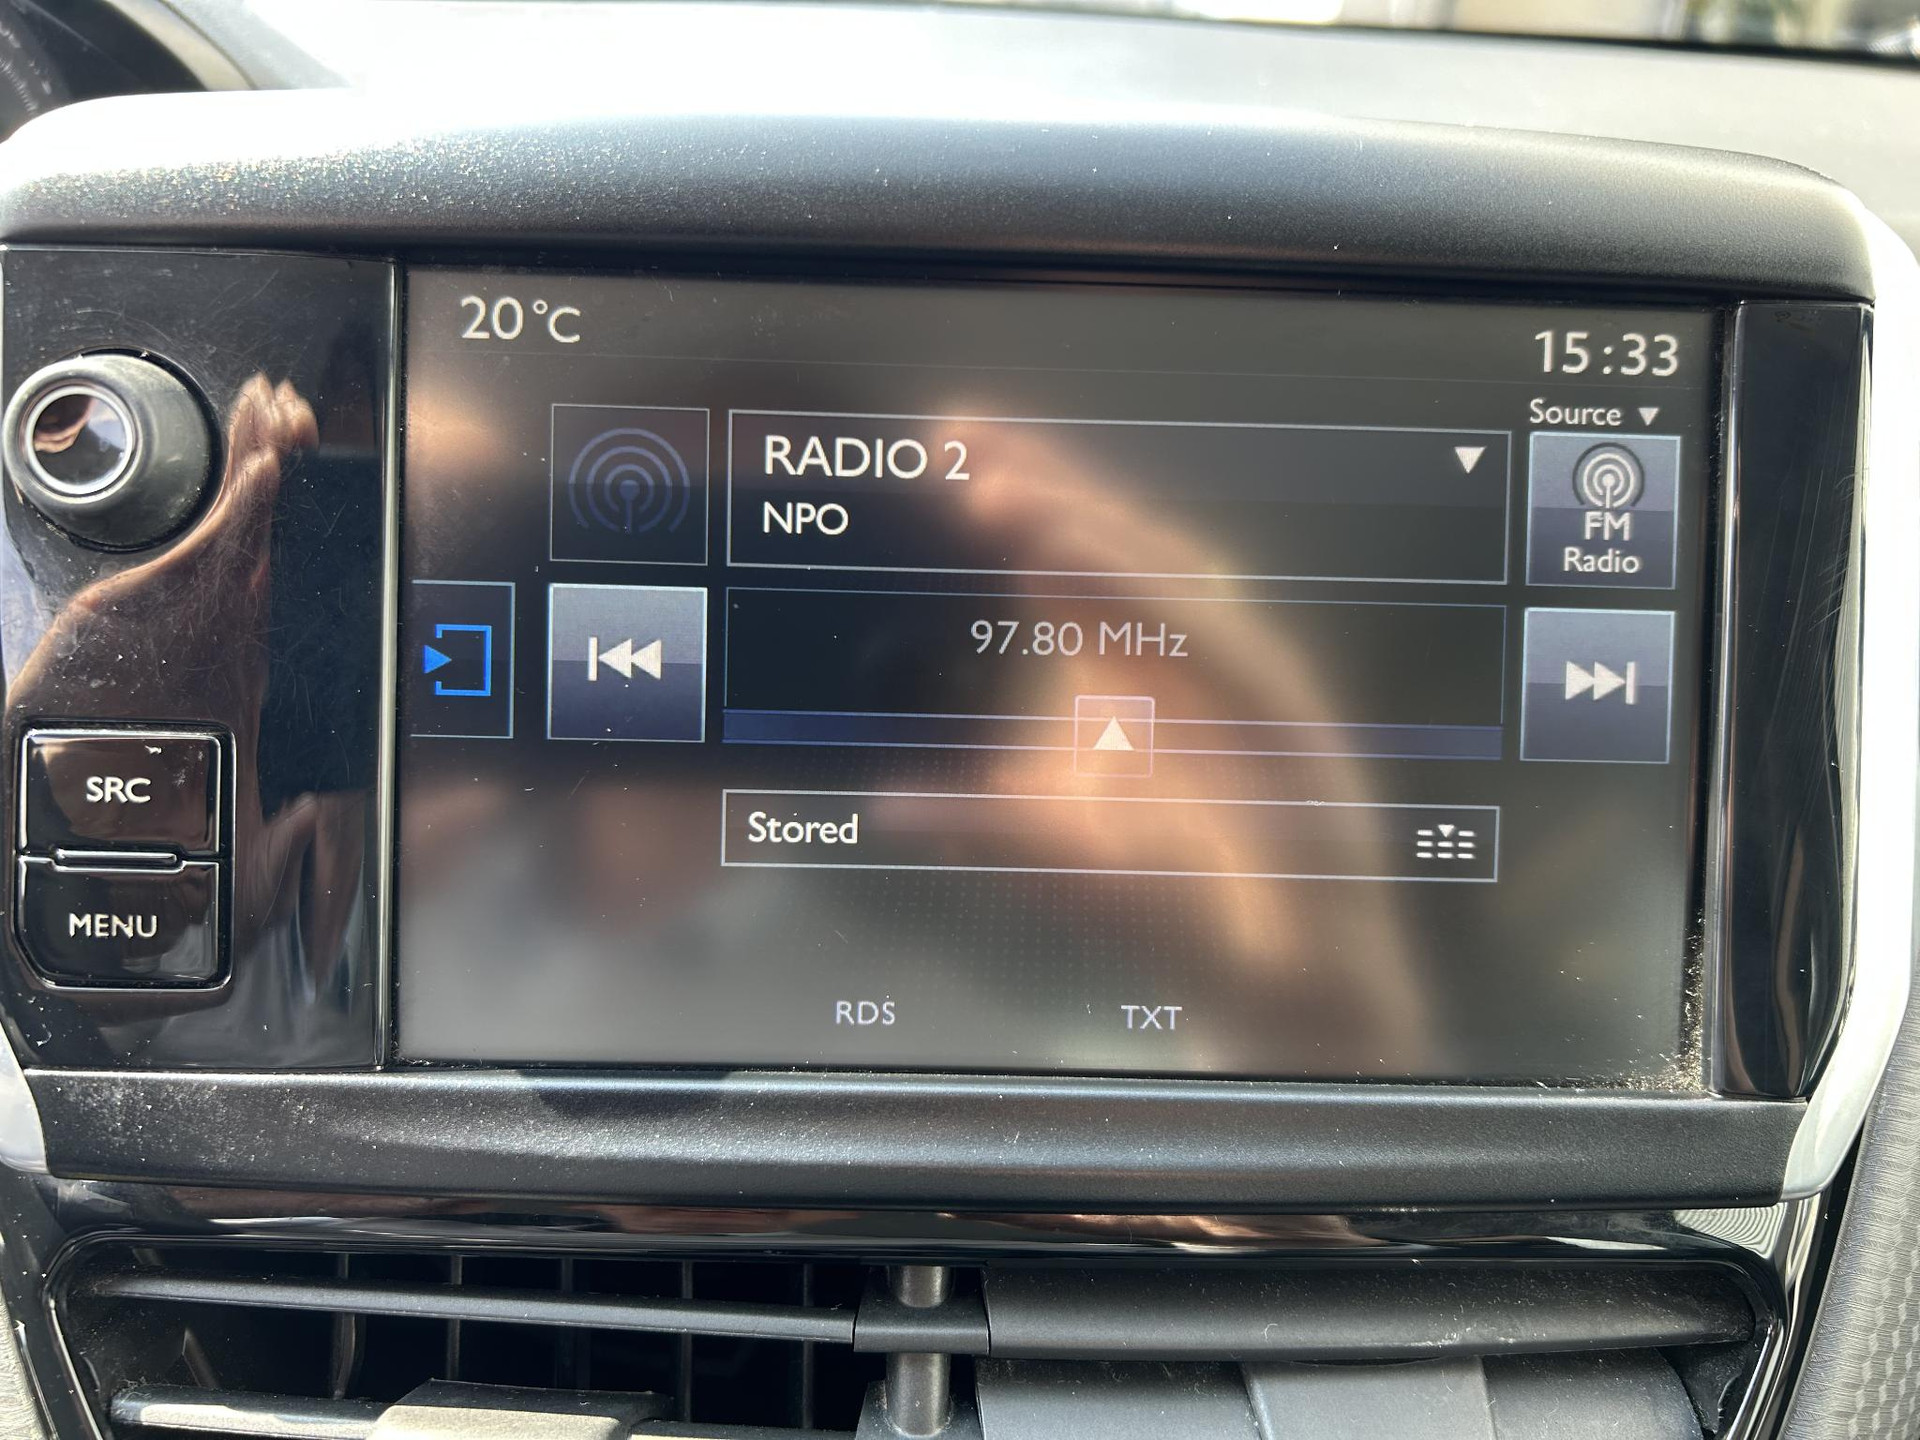 20°C
15:33
Source
RADIO 2
NPO
FM
Radio
97.80 MHz
SRC
Stored
MENU
RDS
TXT